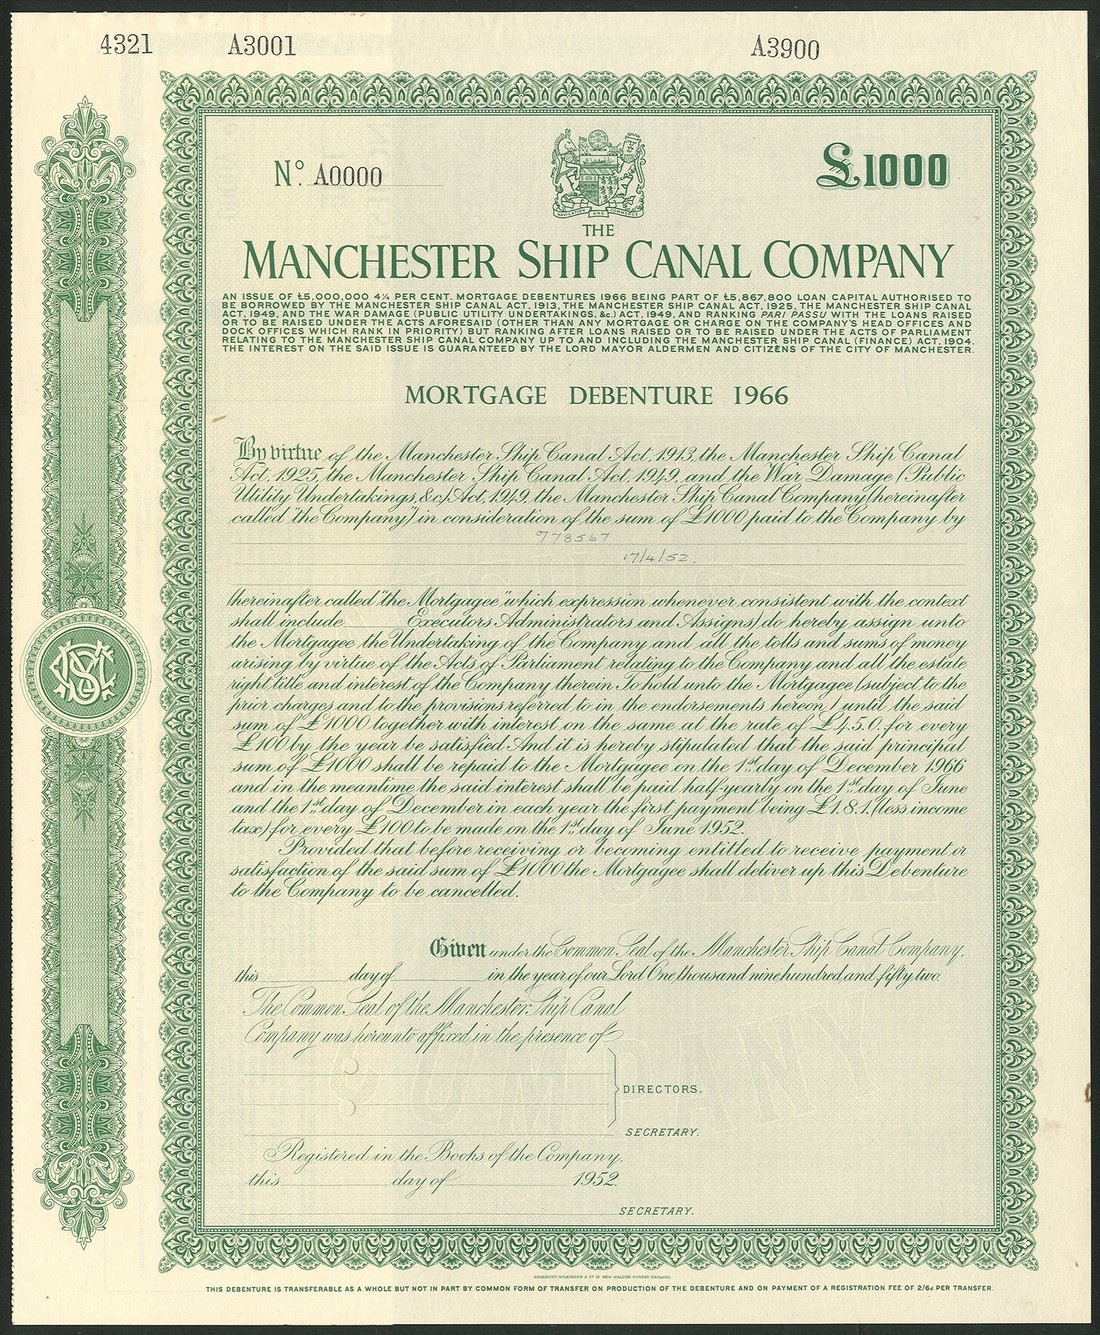 4321 A3001 A3900
Nº. A0000
£1000
THE
MANCHESTER SHIP CANAL COMPANY
AN ISSUE OF £5,000,000 4¼ PER CENT. MORTGAGE DEBENTURES 1966 BEING PART OF £5,867,800 LOAN CAPITAL AUTHORISED TO
BE BORROWED BY THE MANCHESTER SHIP CANAL ACT, 1913, THE MANCHESTER SHIP CANAL ACT, 1925, THE MANCHESTER SHIP CANAL
ACT, 1949, AND THE WAR DAMAGE (PUBLIC UTILITY UNDERTAKINGS, &c.) ACT, 1949, AND RANKING PARI PASSU WITH THE LOANS RAISED
OR TO BE RAISED UNDER THE ACTS AFORESAID (OTHER THAN ANY MORTGAGE OR CHARGE ON THE COMPANY'S HEAD OFFICES AND
DOCK OFFICES WHICH RANK IN PRIORITY) BUT RANKING AFTER LOANS RAISED OR TO BE RAISED UNDER THE ACTS OF PARLIAMENT
RELATING TO THE MANCHESTER SHIP CANAL COMPANY UP TO AND INCLUDING THE MANCHESTER SHIP CANAL (FINANCE) ACT, 1904.
THE INTEREST ON THE SAID ISSUE IS GUARANTEED BY THE LORD MAYOR ALDERMEN AND CITIZENS OF THE CITY OF MANCHESTER.
MORTGAGE DEBENTURE 1966
By virtue of the Manchester Ship Canal Act, 1913, the Manchester Ship Canal
Act, 1925, the Manchester Ship Canal Act, 1949, and the War Damage (Public
Utility Undertakings, &c.) Act, 1949, the Manchester Ship Canal Company (hereinafter
called "the Company") in consideration of the sum of £1000 paid to the Company by
778567
17/4/52.
(hereinafter called "the Mortgagee" which expression whenever consistent with the context
shall include Executors Administrators and Assigns) do hereby assign unto
the Mortgagee the Undertaking of the Company and all the tolls and sums of money
arising by virtue of the Acts of Parliament relating to the Company and all the estate
right title and interest of the Company therein. To hold unto the Mortgagee (subject to the
prior charges and to the provisions referred to in the endorsements hereon) until the said
sum of £1000 together with interest on the same at the rate of £4.5.0. for every
£100 by the year be satisfied And it is hereby stipulated that the said principal
sum of £1000 shall be repaid to the Mortgagee on the 1st day of December 1966
and in the meantime the said interest shall be paid half-yearly on the 1st day of June
and the 1st day of December in each year the first payment being £1.8.1. (less income
tax) for every £100 to be made on the 1st day of June 1952.
Provided that before receiving or becoming entitled to receive payment or
satisfaction of the said sum of £1000 the Mortgagee shall deliver up this Debenture
to the Company to be cancelled.
Given under the Common Seal of the Manchester Ship Canal Company,
this day of in the year of our Lord One thousand nine hundred and fifty two.
The Common Seal of the Manchester Ship Canal
Company was hereunto affixed in the presence of
DIRECTORS.
SECRETARY.
Registered in the Books of the Company,
this day of 1952.
SECRETARY.
BRADBURY, WILKINSON & Cº Lº NEW MALDEN, SURREY, ENGLAND.
THIS DEBENTURE IS TRANSFERABLE AS A WHOLE BUT NOT IN PART BY COMMON FORM OF TRANSFER ON PRODUCTION OF THE DEBENTURE AND ON PAYMENT OF A REGISTRATION FEE OF 2/6d PER TRANSFER.